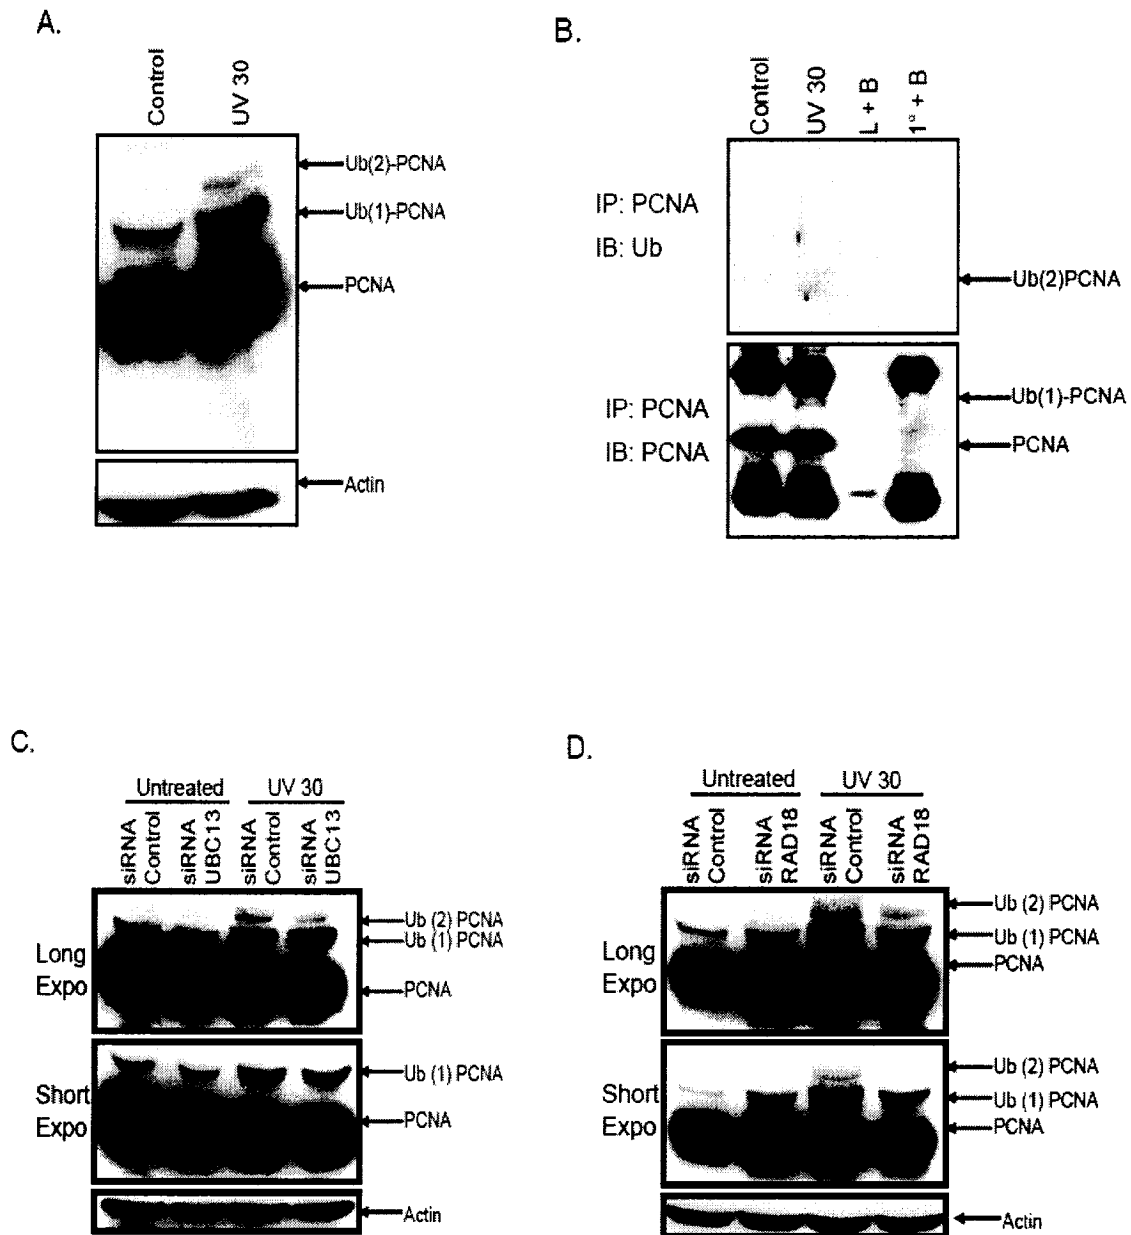 A.
Control
UV 30
Ub(2)-PCNA
Ub(1)-PCNA
PCNA
Actin
B.
Control
UV 30
L + B
1° + B
IP: PCNA
IB: Ub
Ub(2)PCNA
IP: PCNA
IB: PCNA
Ub(1)-PCNA
PCNA
C.
Untreated
UV 30
siRNA Control
siRNA UBC13
siRNA Control
siRNA UBC13
Long
Expo
Ub (2) PCNA
Ub (1) PCNA
PCNA
Short
Expo
Ub (1) PCNA
PCNA
Actin
D.
Untreated
UV 30
siRNA Control
siRNA RAD18
siRNA Control
siRNA RAD18
Long
Expo
Ub (2) PCNA
Ub (1) PCNA
PCNA
Short
Expo
Ub (2) PCNA
Ub (1) PCNA
PCNA
Actin